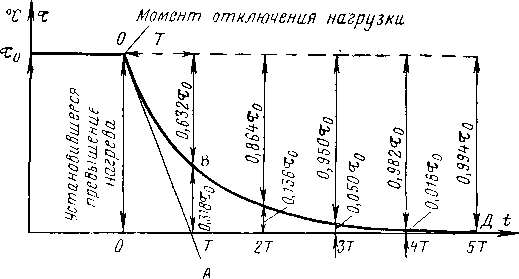 °C τ
О Момент отключения нагрузки
T
τ₀
Установившееся
превышение
нагрева
0,632τ₀
0,864τ₀
0,950τ₀
0,982τ₀
0,994τ₀
В
0,318τ₀
0,136τ₀
0,050τ₀
0,018τ₀
Д t
0 T 2T 3T 4T 5T
А